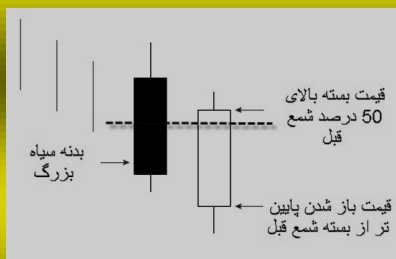 قیمت بسته بالای
50 درصد شمع
قبل
بدنه سیاه
بزرگ
قیمت باز شدن پایین
تر از بسته شمع قبل